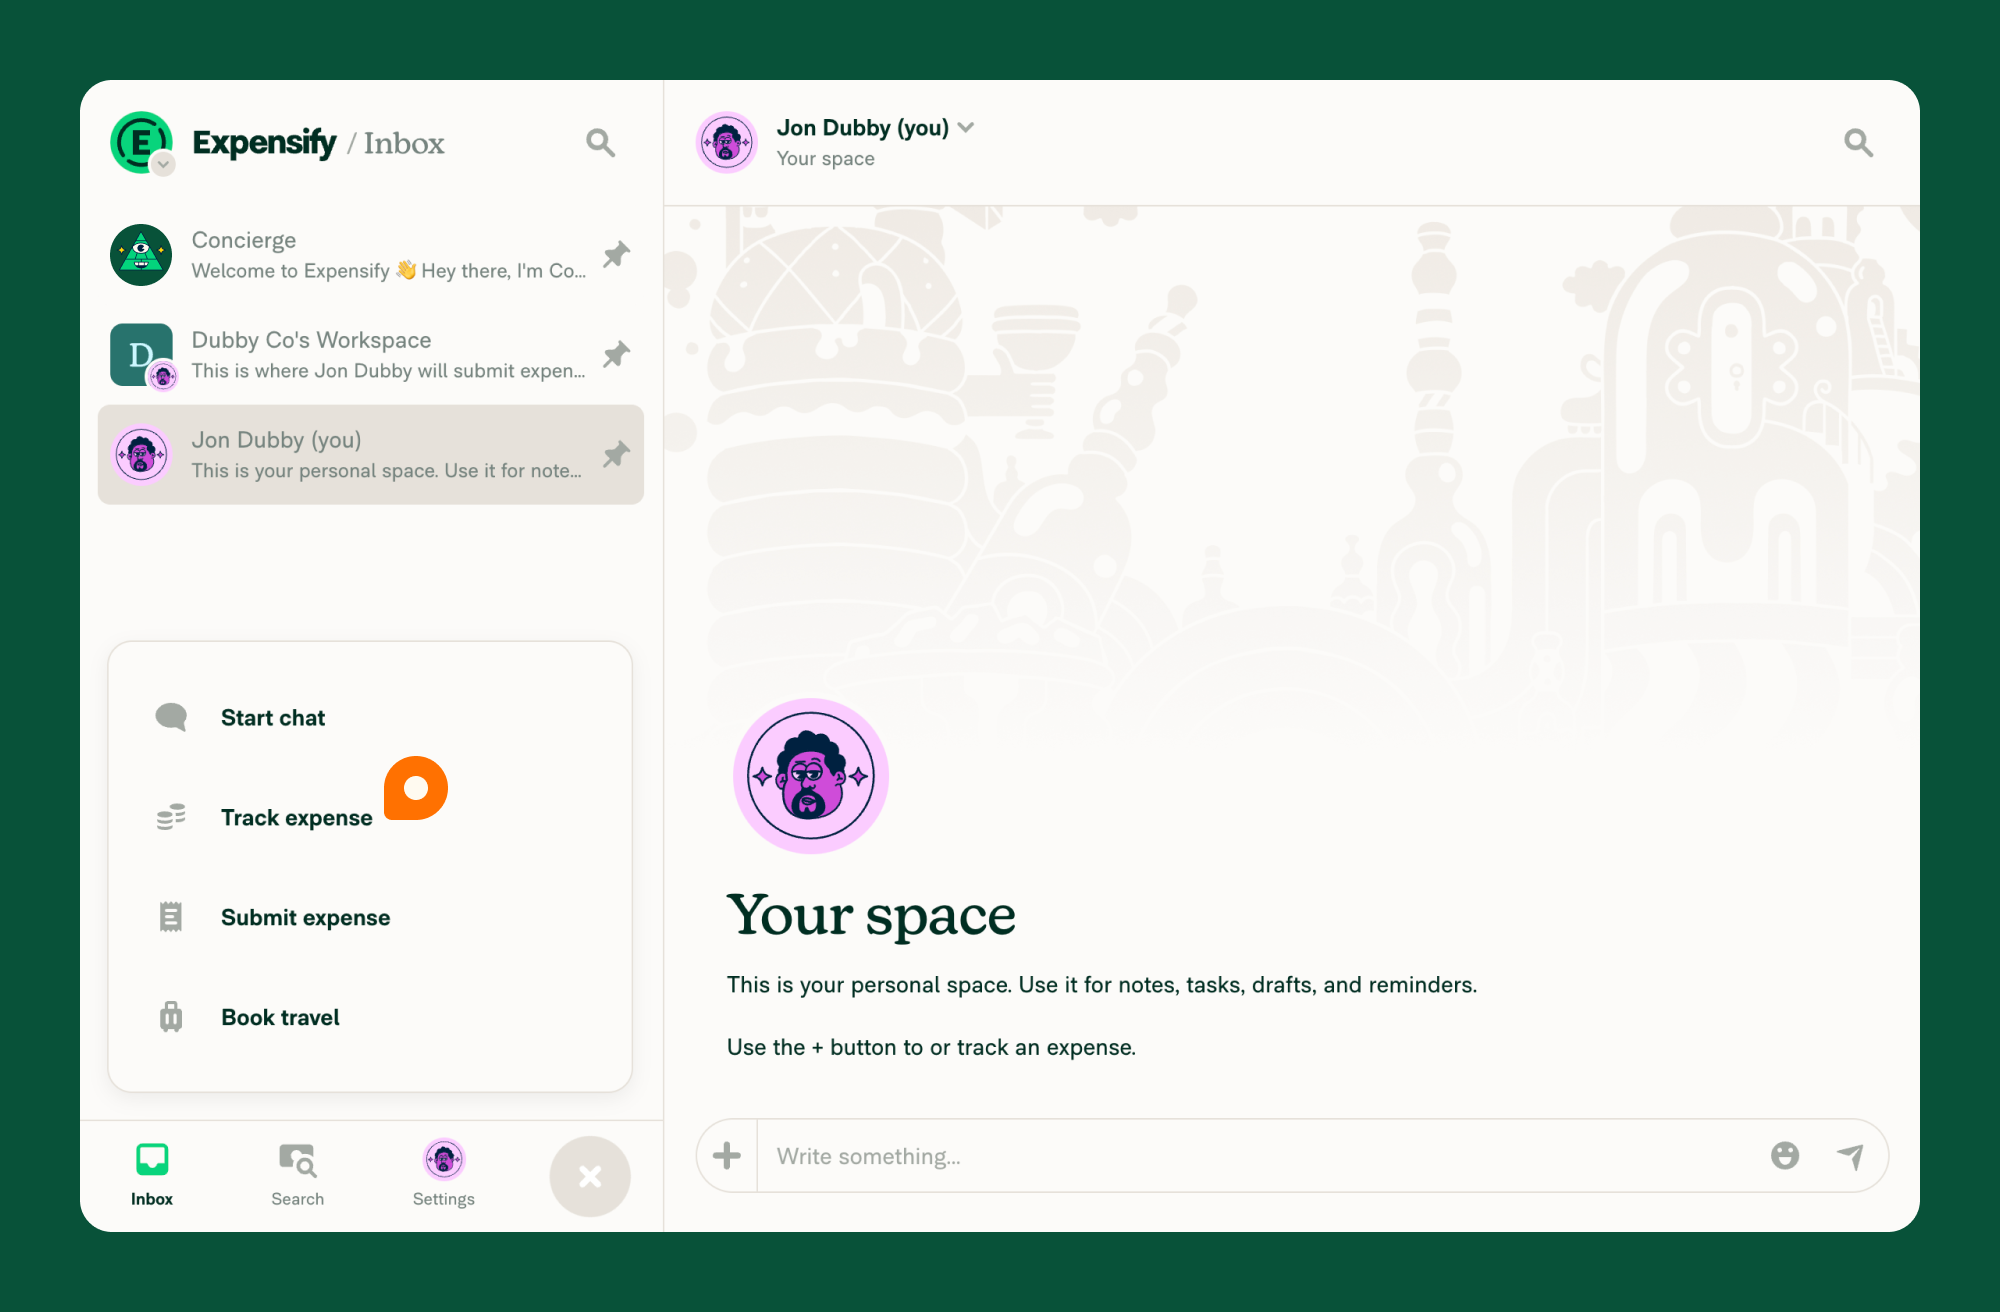 Expensify / Inbox
Concierge
Welcome to Expensify 👋 Hey there, I'm Co...
D
Dubby Co's Workspace
This is where Jon Dubby will submit expen...
Jon Dubby (you)
This is your personal space. Use it for note...
Start chat
Track expense
Submit expense
Book travel
Inbox
Search
Settings
Jon Dubby (you)
Your space
Your space
This is your personal space. Use it for notes, tasks, drafts, and reminders.
Use the + button to or track an expense.
Write something...